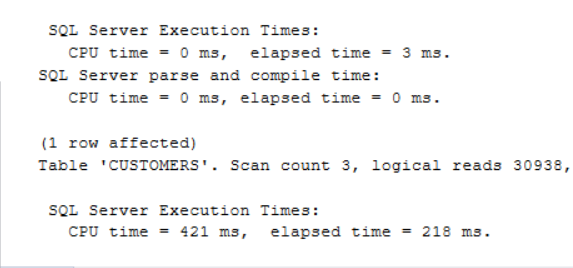 SQL Server Execution Times:
CPU time = 0 ms, elapsed time = 3 ms.
SQL Server parse and compile time:
CPU time = 0 ms, elapsed time = 0 ms.
(1 row affected)
Table 'CUSTOMERS'. Scan count 3, logical reads 30938,
SQL Server Execution Times:
CPU time = 421 ms, elapsed time = 218 ms.